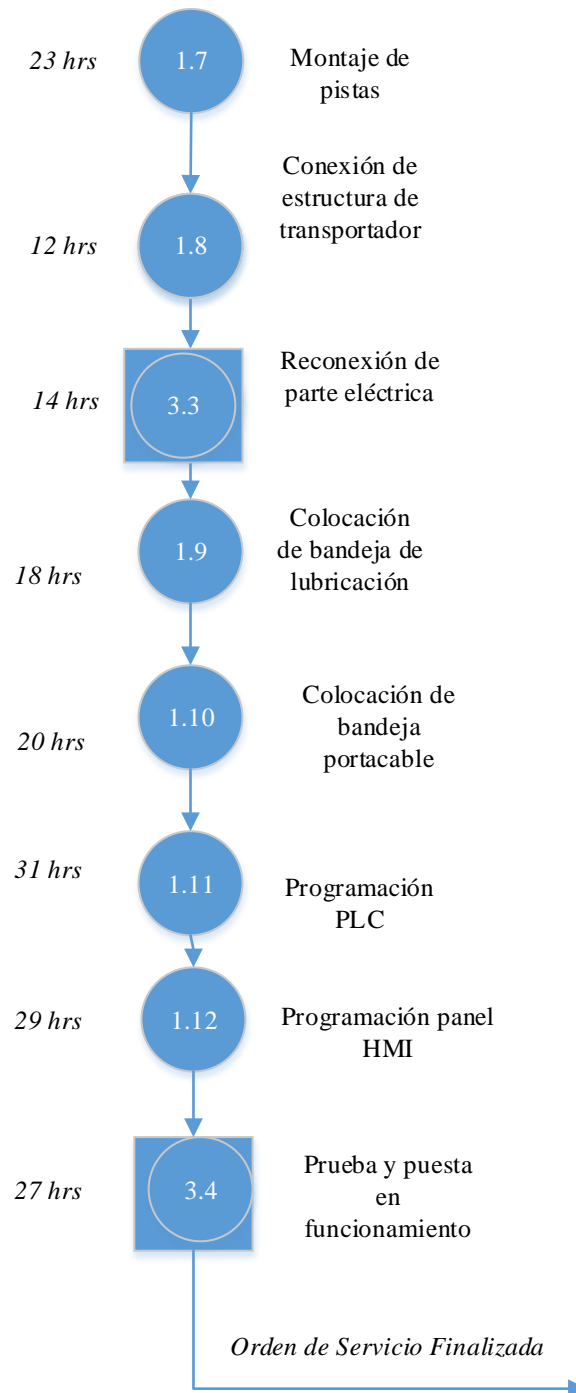 23 hrs
1.7
Montaje de
pistas
Conexión de
estructura de
transportador
12 hrs
1.8
Reconexión de
parte eléctrica
14 hrs
3.3
Colocación
de bandeja de
lubricación
18 hrs
1.9
Colocación de
bandeja
portacable
20 hrs
1.10
31 hrs
1.11
Programación
PLC
29 hrs
1.12
Programación panel
HMI
27 hrs
3.4
Prueba y puesta
en
funcionamiento
Orden de Servicio Finalizada